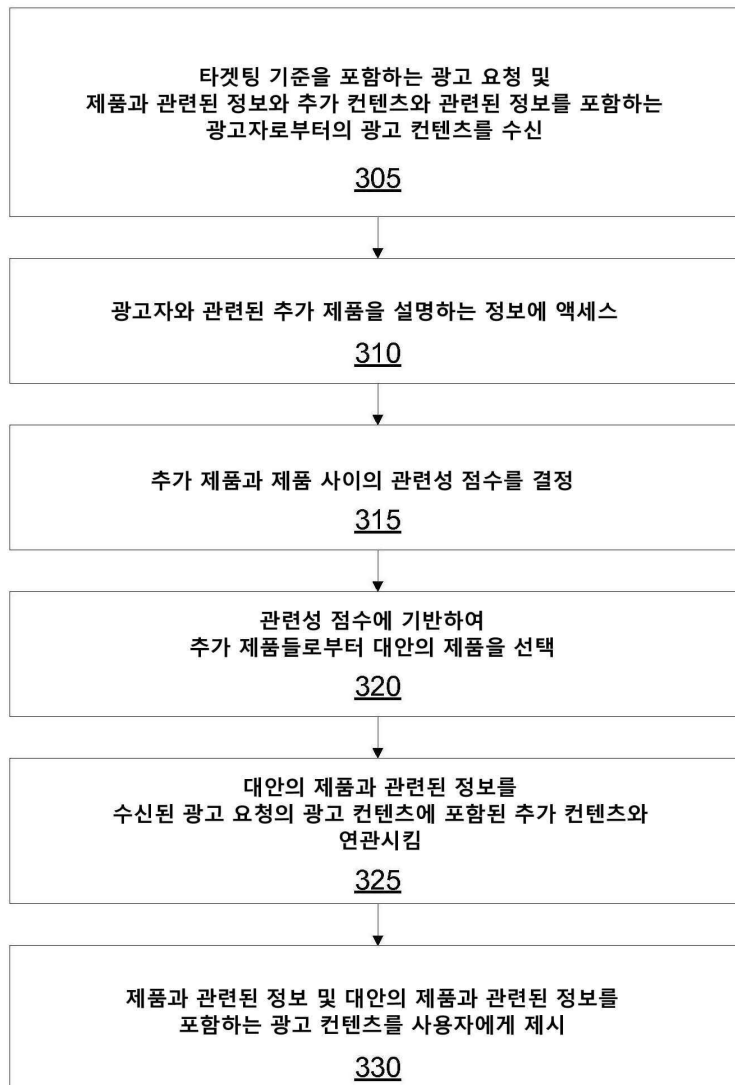 타겟팅 기준을 포함하는 광고 요청 및
제품과 관련된 정보와 추가 컨텐츠와 관련된 정보를 포함하는
광고자로부터의 광고 컨텐츠를 수신
305
광고자와 관련된 추가 제품을 설명하는 정보에 액세스
310
추가 제품과 제품 사이의 관련성 점수를 결정
315
관련성 점수에 기반하여
추가 제품들로부터 대안의 제품을 선택
320
대안의 제품과 관련된 정보를
수신된 광고 요청의 광고 컨텐츠에 포함된 추가 컨텐츠와
연관시킴
325
제품과 관련된 정보 및 대안의 제품과 관련된 정보를
포함하는 광고 컨텐츠를 사용자에게 제시
330